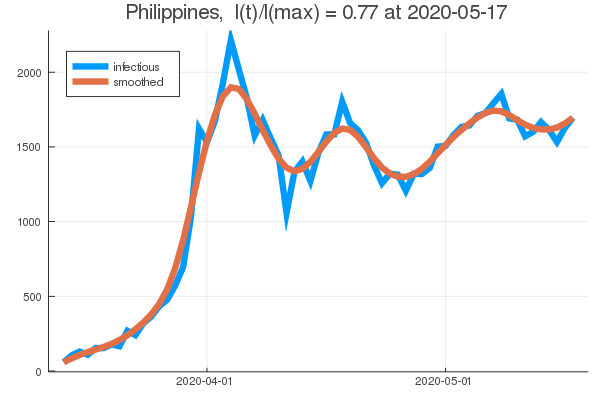 Philippines,  I(t)/I(max) = 0.77 at 2020-05-17
infectious
smoothed
2000
1500
1000
500
0
2020-04-01
2020-05-01